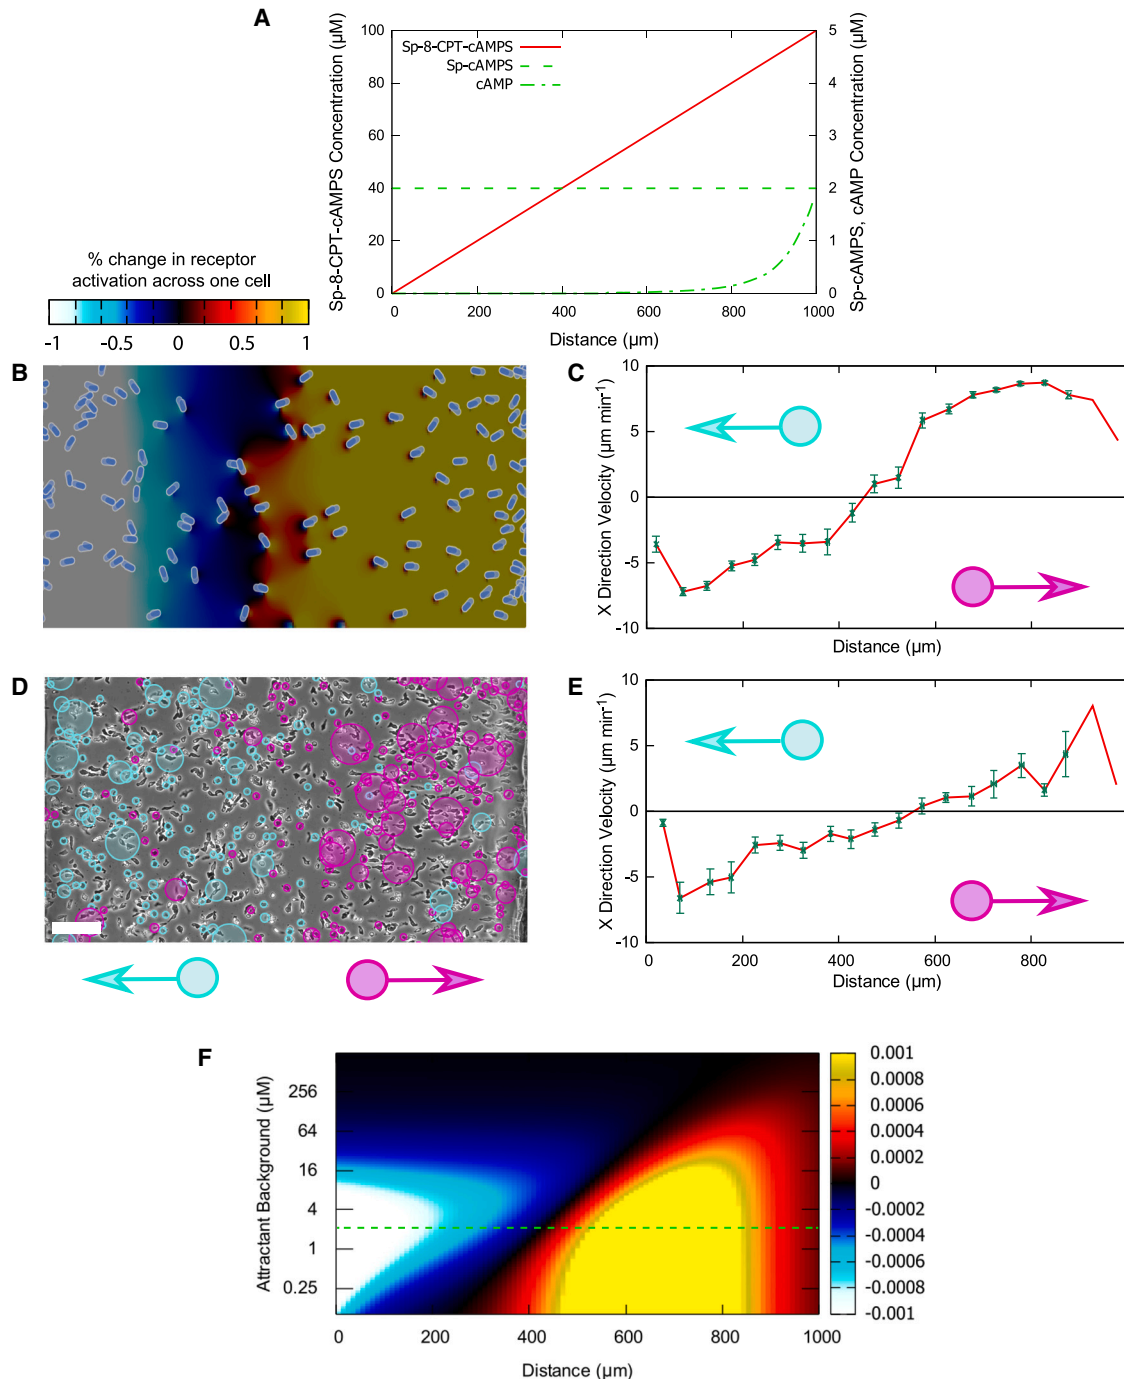 A
Sp-8-CPT-cAMPS Concentration (µM)
100
80
60
40
20
0
Sp-8-CPT-cAMPS
Sp-cAMPS
cAMP
5
4
3
2
1
0
Sp-cAMPS, cAMP Concentration (µM)
0 200 400 600 800 1000
Distance (µm)
% change in receptor
activation across one cell
-1 -0.5 0 0.5 1
B
C
X Direction Velocity (µm min⁻¹)
10
5
0
-5
-10
Distance (µm)
D
E
X Direction Velocity (µm min⁻¹)
10
5
0
-5
-10
0 200 400 600 800
Distance (µm)
F
Attractant Background (µM)
256
64
16
4
1
0.25
0 200 400 600 800 1000
Distance (µm)
0.001
0.0008
0.0006
0.0004
0.0002
0
-0.0002
-0.0004
-0.0006
-0.0008
-0.001